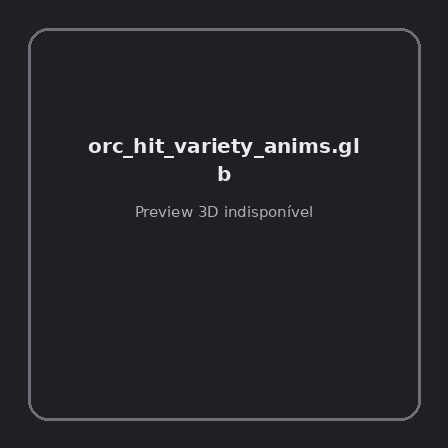 orc_hit_variety_anims.gl
b
Preview 3D indisponível